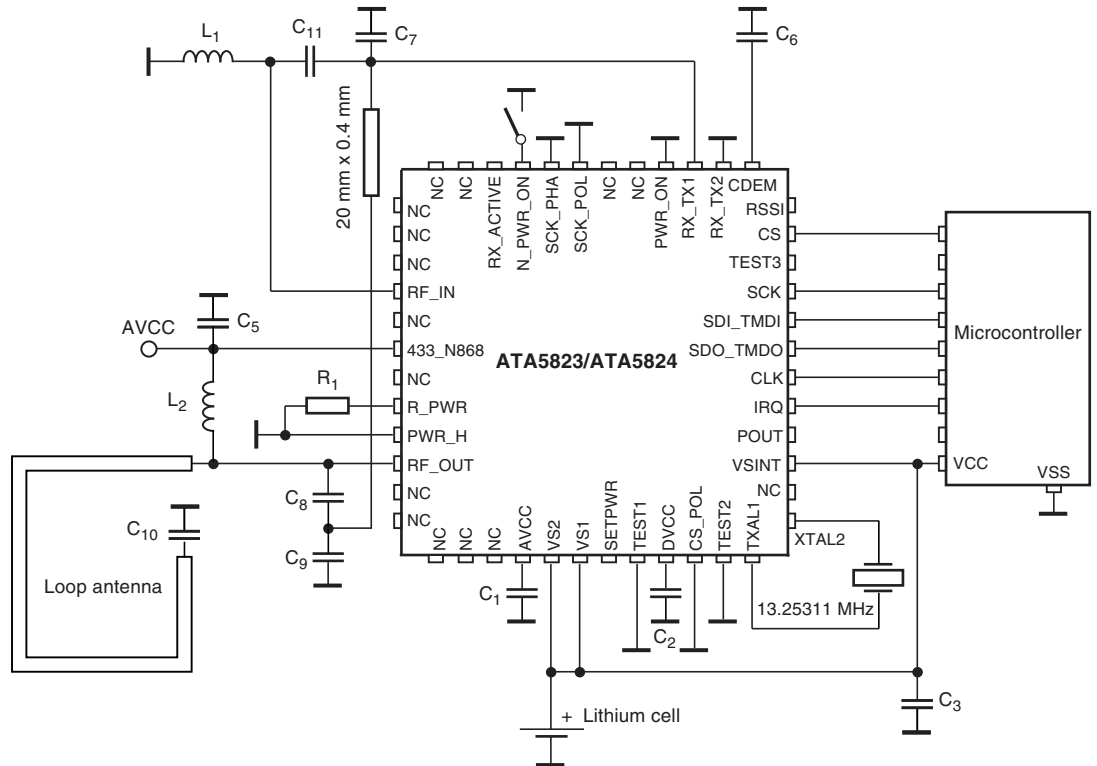 L1
C11
C7
C6
20 mm x 0.4 mm
NC
NC
RX_ACTIVE
N_PWR_ON
SCK_PHA
SCK_POL
NC
NC
PWR_ON
RX_TX1
RX_TX2
CDEM
NC
NC
NC
RF_IN
NC
433_N868
NC
R_PWR
PWR_H
RF_OUT
NC
NC
RSSI
CS
TEST3
SCK
SDI_TMDI
SDO_TMDO
CLK
IRQ
POUT
VSINT
NC
XTAL2
ATA5823/ATA5824
Microcontroller
VCC
VSS
AVCC
C5
L2
R1
C8
C9
C10
Loop antenna
NC
NC
NC
AVCC
VS2
VS1
SETPWR
TEST1
DVCC
CS_POL
TEST2
TXAL1
C1
C2
13.25311 MHz
C3
+ Lithium cell